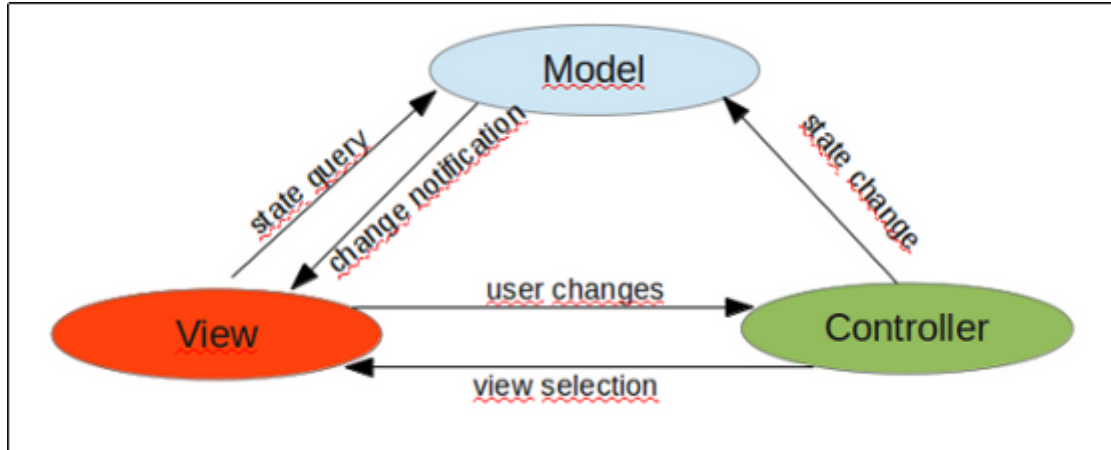 Model
state query
change notification
state change
user changes
View
Controller
view selection